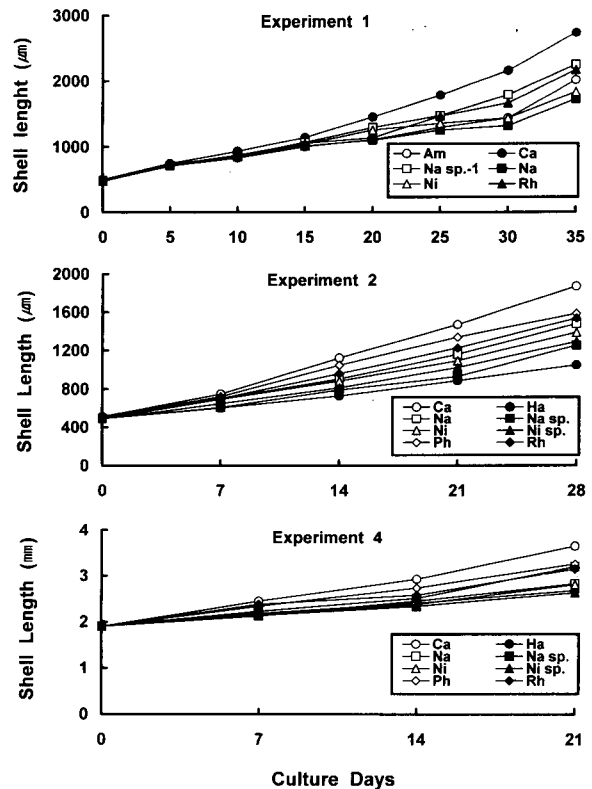 Experiment 1
Shell lenght (㎛)
3000
2000
1000
0
Am Ca
Na sp.-1 Na
Ni Rh
0 5 10 15 20 25 30 35
Experiment 2
Shell Length (㎛)
2000
1600
1200
800
400
0
Ca Ha
Na Na sp.
Ni Ni sp.
Ph Rh
0 7 14 21 28
Experiment 4
Shell Length (㎜)
4
3
2
1
0
Ca Ha
Na Na sp.
Ni Ni sp.
Ph Rh
0 7 14 21
Culture Days